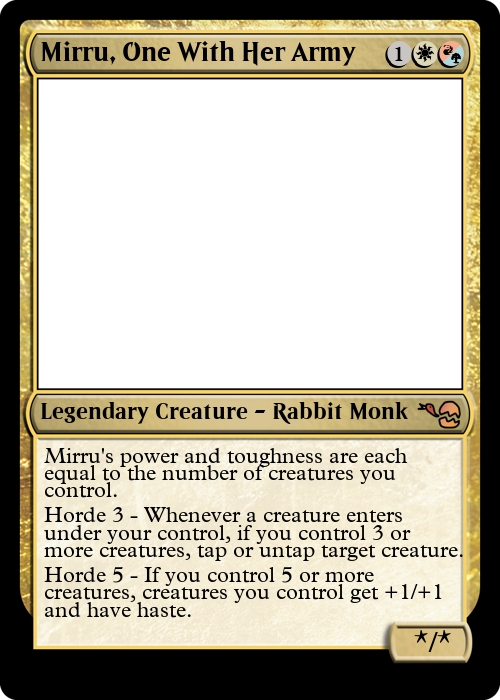 Mirru, One With Her Army 1
Legendary Creature - Rabbit Monk
Mirru's power and toughness are each
equal to the number of creatures you
control.
Horde 3 - Whenever a creature enters
under your control, if you control 3 or
more creatures, tap or untap target creature.
Horde 5 - If you control 5 or more
creatures, creatures you control get +1/+1
and have haste.
*/*